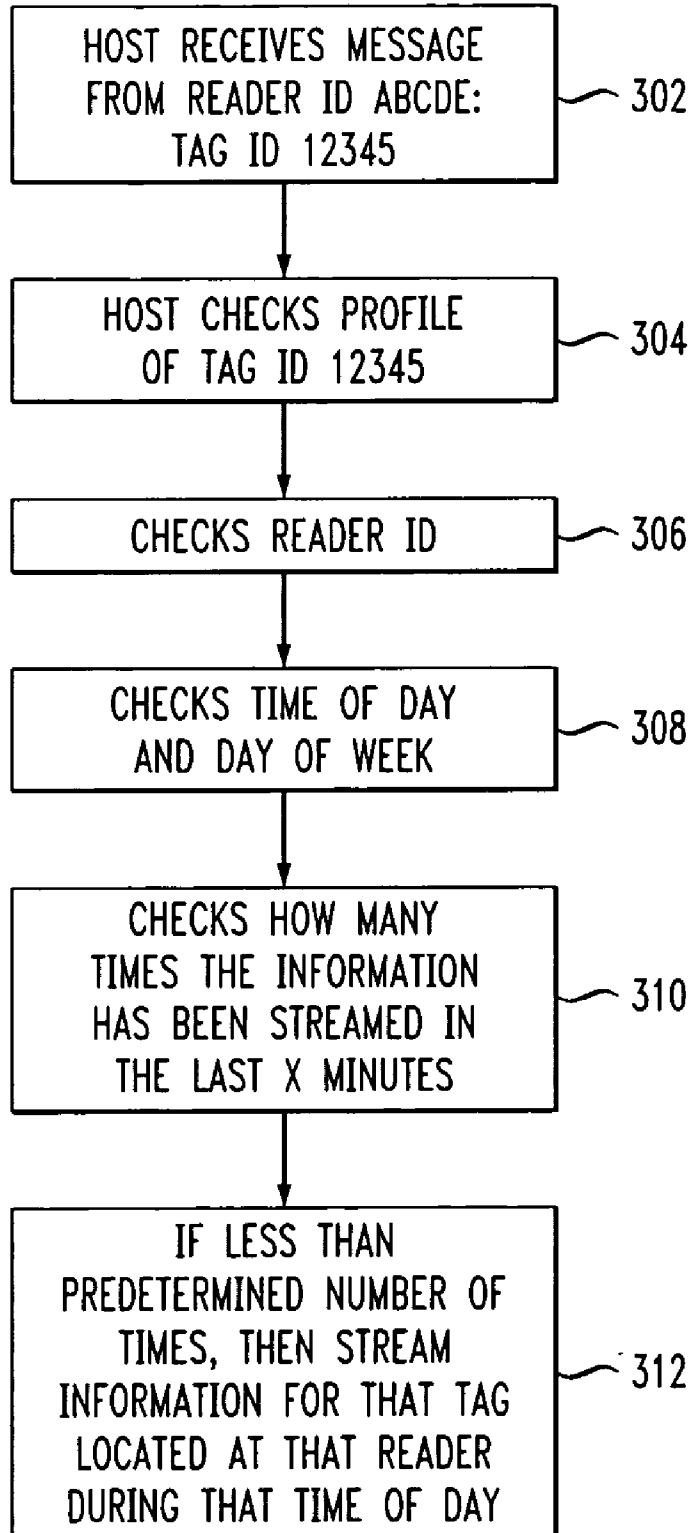 HOST RECEIVES MESSAGE
FROM READER ID ABCDE:
TAG ID 12345
302
HOST CHECKS PROFILE
OF TAG ID 12345
304
CHECKS READER ID
306
CHECKS TIME OF DAY
AND DAY OF WEEK
308
CHECKS HOW MANY
TIMES THE INFORMATION
HAS BEEN STREAMED IN
THE LAST X MINUTES
310
IF LESS THAN
PREDETERMINED NUMBER OF
TIMES, THEN STREAM
INFORMATION FOR THAT TAG
LOCATED AT THAT READER
DURING THAT TIME OF DAY
312